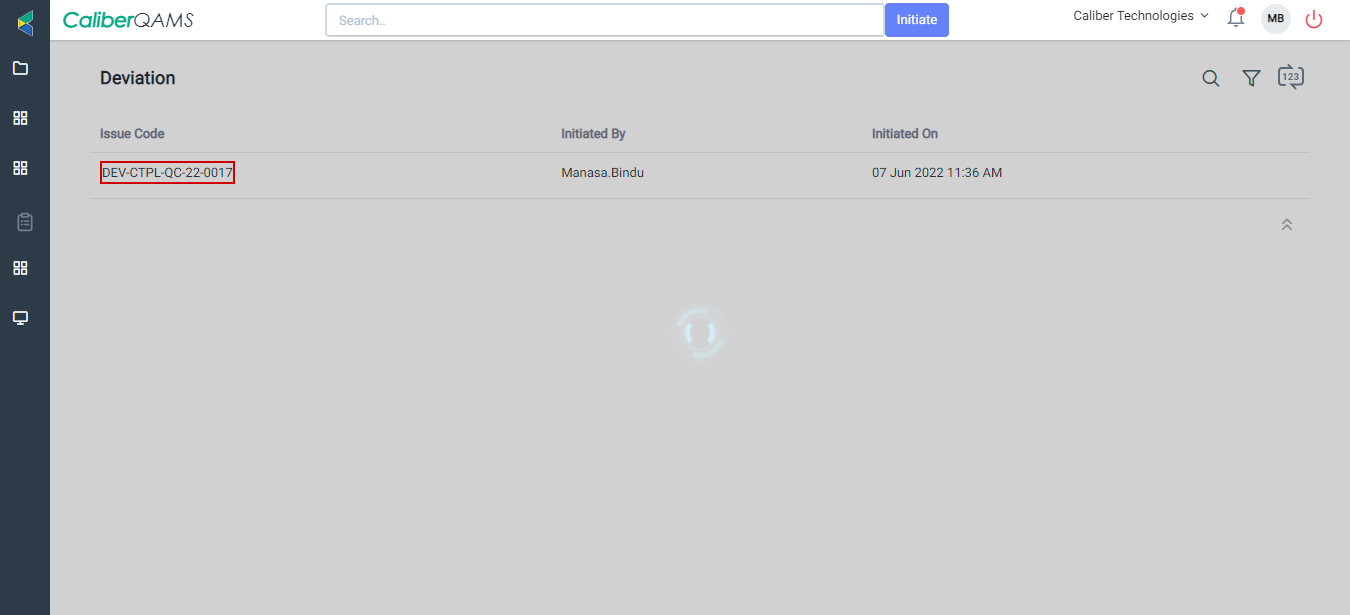 CaliberQAMS
Search..
Initiate
Caliber Technologies
MB
Deviation
123
Issue Code
Initiated By
Initiated On
DEV-CTPL-QC-22-0017
Manasa.Bindu
07 Jun 2022 11:36 AM